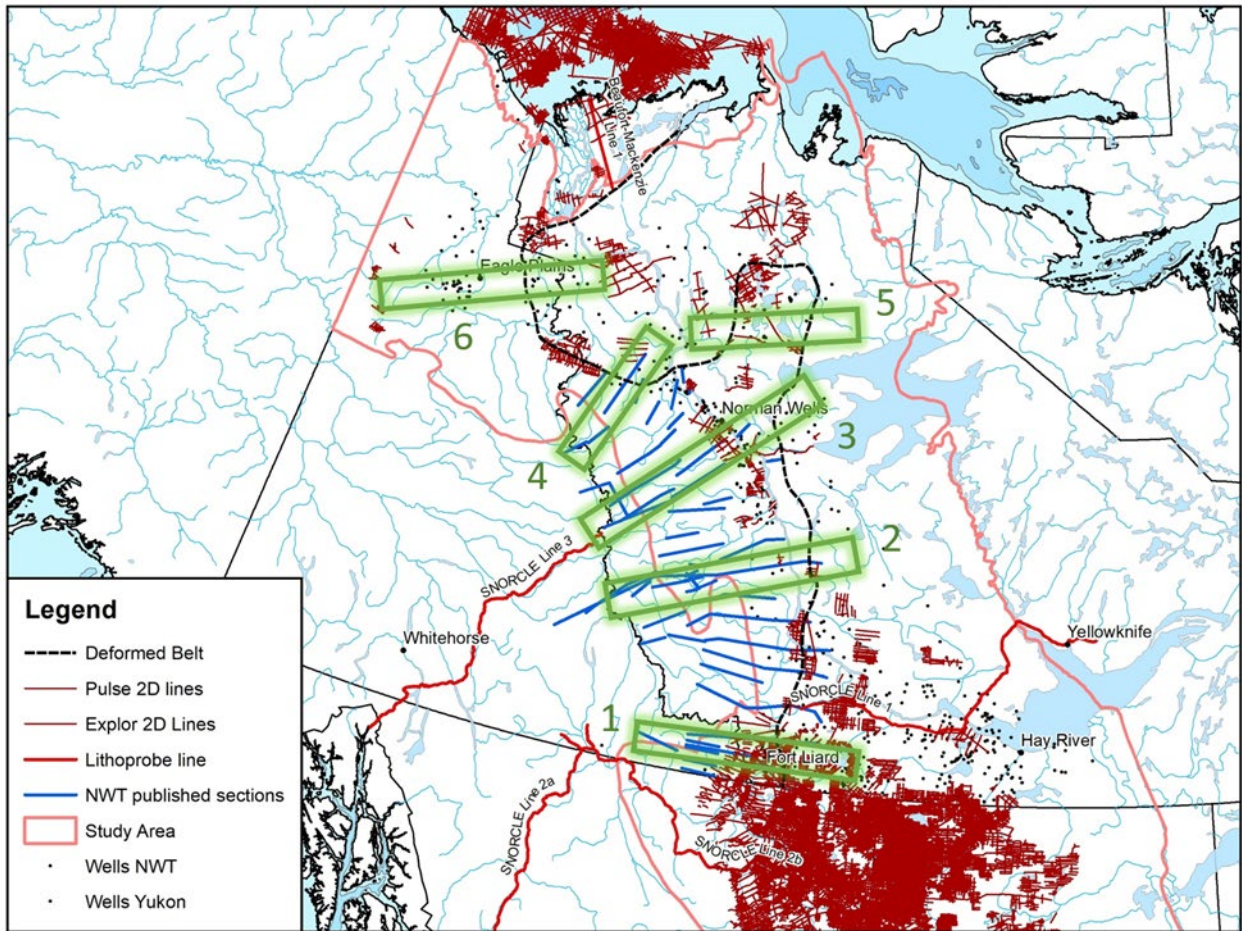 Beaufort-Mackenzie
Line 1
Eagle Plains
6
5
Norman Wells
3
4
2
SNORCLE Line 3
Whitehorse
Yellowknife
SNORCLE Line 1
1
Hay River
Fort Liard
SNORCLE Line 2a
SNORCLE Line 2b
Legend
Deformed Belt
Pulse 2D lines
Explor 2D Lines
Lithoprobe line
NWT published sections
Study Area
Wells NWT
Wells Yukon